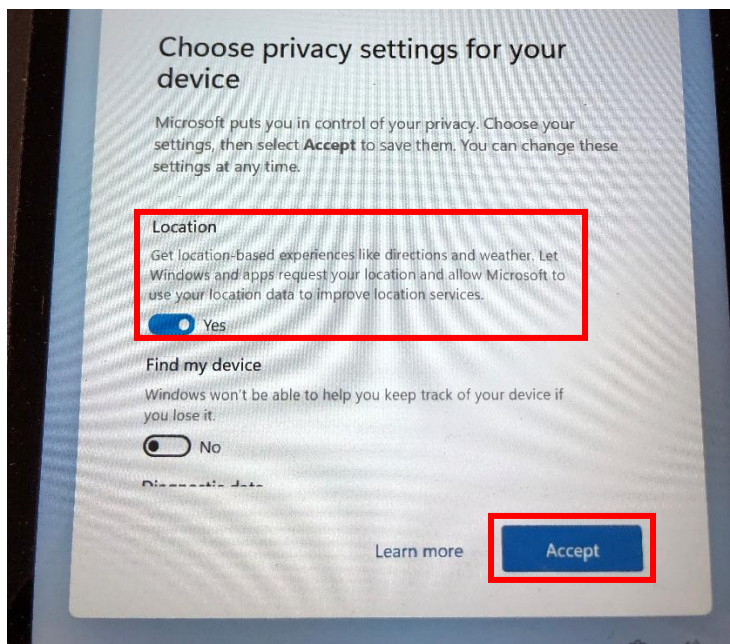 Choose privacy settings for your
device
Microsoft puts you in control of your privacy. Choose your
settings, then select Accept to save them. You can change these
settings at any time.
Location
Get location-based experiences like directions and weather. Let
Windows and apps request your location and allow Microsoft to
use your location data to improve location services.
Yes
Find my device
Windows won't be able to help you keep track of your device if
you lose it.
No
Diagnostic data
Learn more
Accept